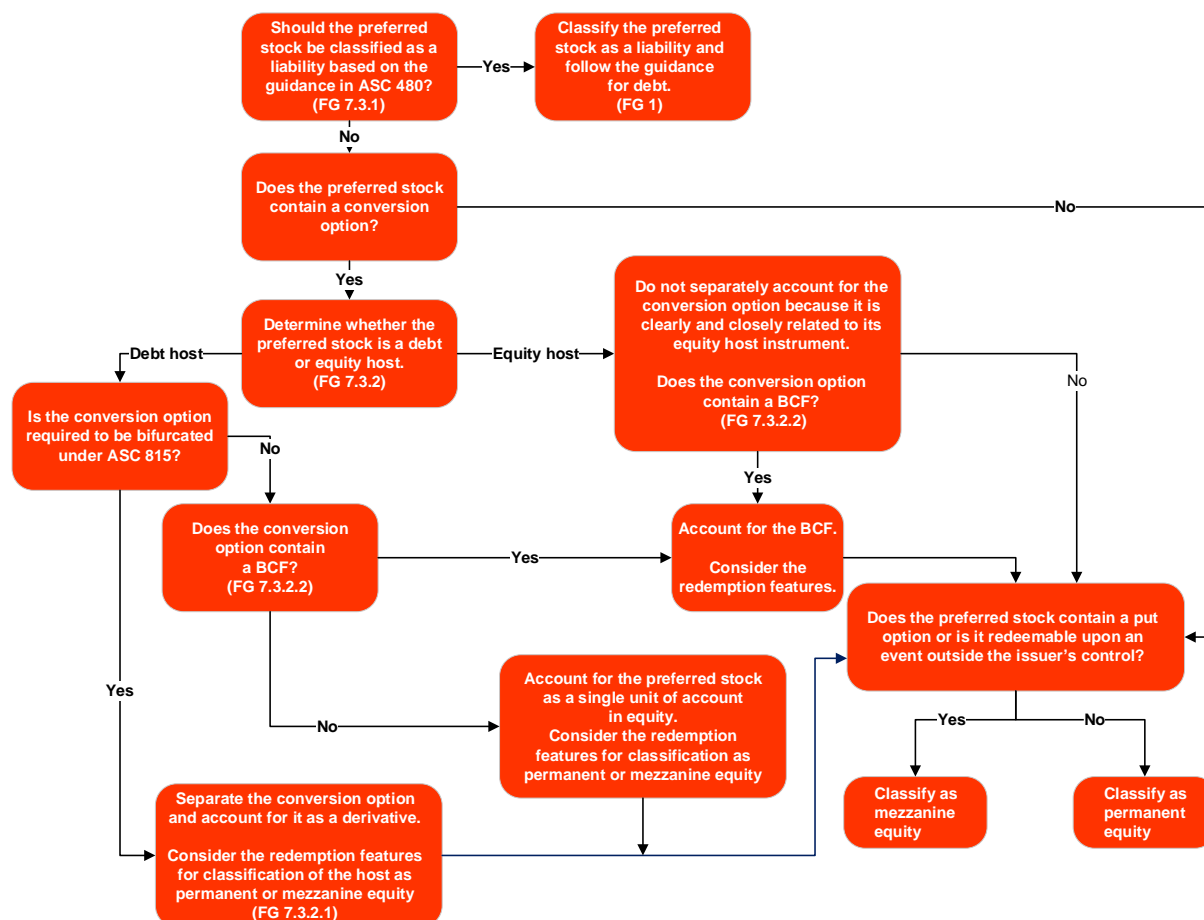 Should the preferred
stock be classified as a
liability based on the
guidance in ASC 480?
(FG 7.3.1)
Yes
Classify the preferred
stock as a liability and
follow the guidance
for debt.
(FG 1)
No
Does the preferred stock
contain a conversion
option?
No
Yes
Determine whether the
preferred stock is a debt
or equity host.
(FG 7.3.2)
Debt host
Equity host
Do not separately account for the
conversion option because it is
clearly and closely related to its
equity host instrument.
Does the conversion option
contain a BCF?
(FG 7.3.2.2)
No
Is the conversion option
required to be bifurcated
under ASC 815?
No
Yes
Does the conversion
option contain
a BCF?
(FG 7.3.2.2)
Yes
Account for the BCF.
Consider the
redemption features.
Does the preferred stock contain a put
option or is it redeemable upon an
event outside the issuer's control?
Yes
Account for the preferred stock
as a single unit of account
in equity.
Consider the redemption
features for classification as
permanent or mezzanine equity
No
Yes
No
Separate the conversion option
and account for it as a derivative.
Consider the redemption features
for classification of the host as
permanent or mezzanine equity
(FG 7.3.2.1)
Classify as
mezzanine
equity
Classify as
permanent
equity